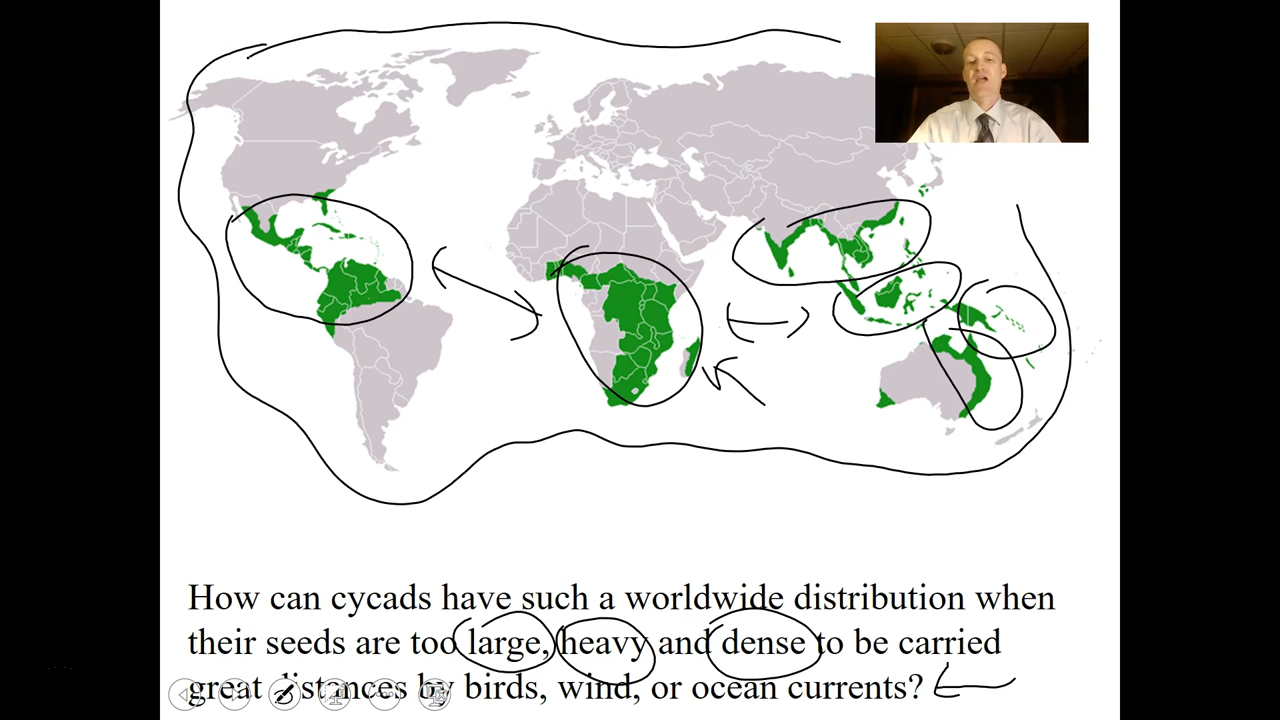 How can cycads have such a worldwide distribution when
their seeds are too large, heavy and dense to be carried
great distances by birds, wind, or ocean currents?